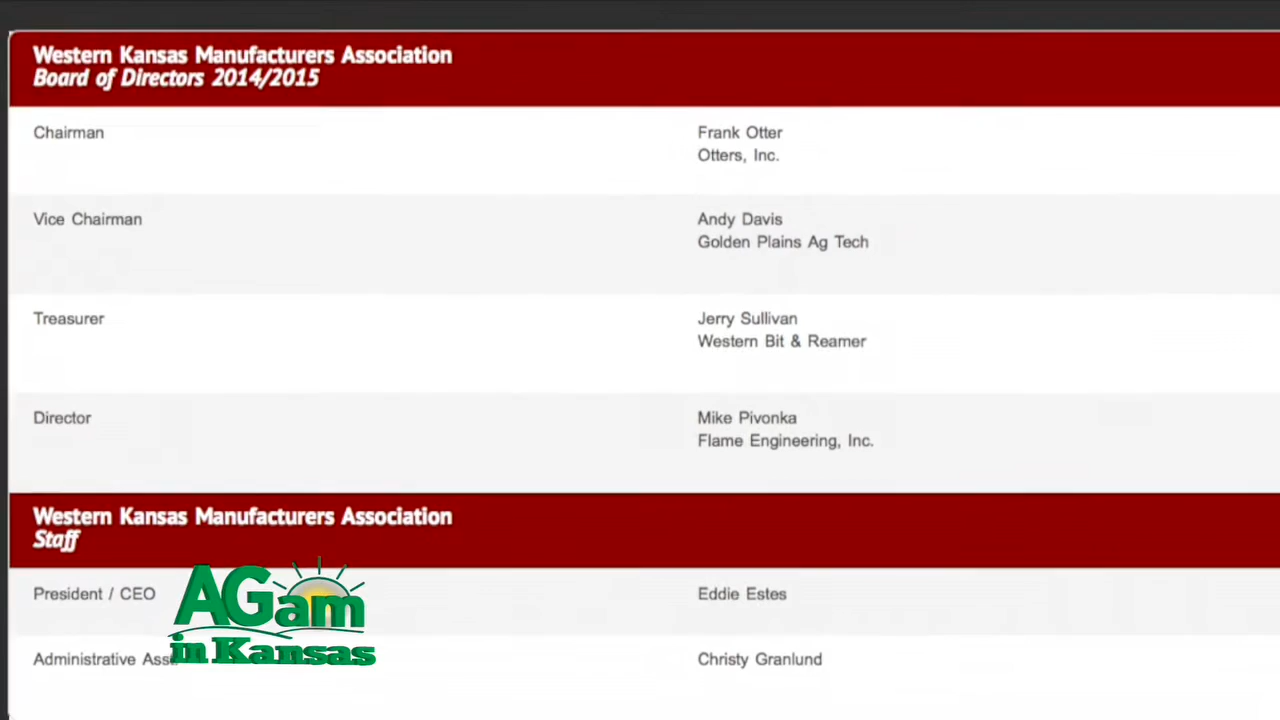 Western Kansas Manufacturers Association
Board of Directors 2014/2015
Chairman
Frank Otter
Otters, Inc.
Vice Chairman
Andy Davis
Golden Plains Ag Tech
Treasurer
Jerry Sullivan
Western Bit & Reamer
Director
Mike Pivonka
Flame Engineering, Inc.
Western Kansas Manufacturers Association
Staff
President / CEO
Eddie Estes
Administrative Ass
Christy Granlund
AGam
in Kansas